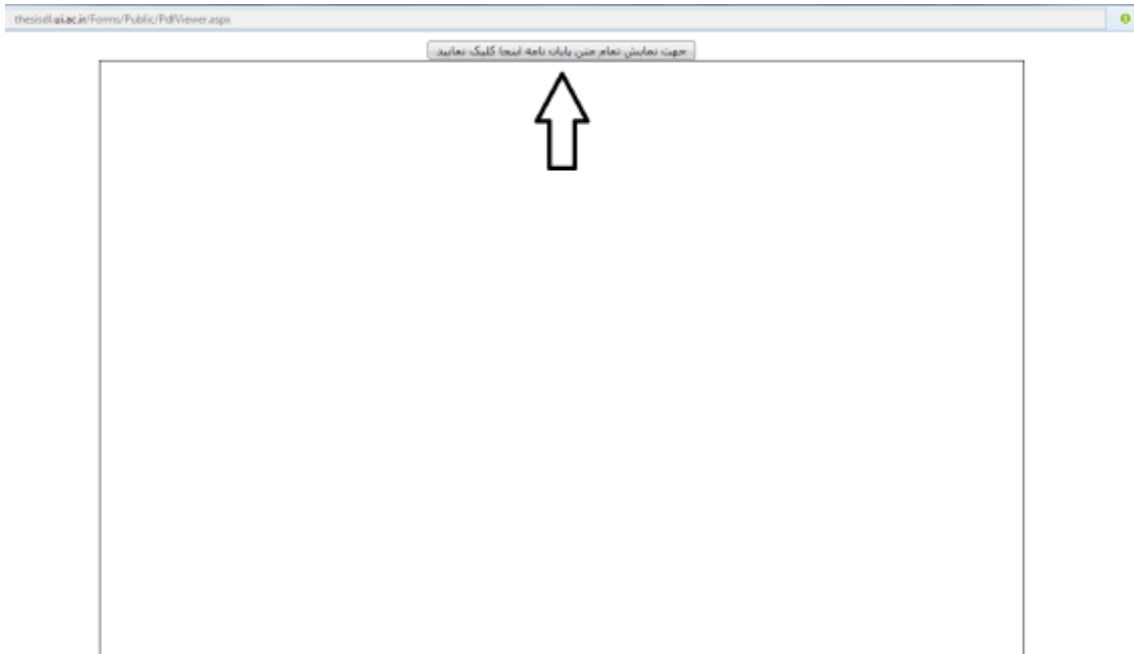 thesisdl.ui.ac.ir/Forms/Public/PdfViewer.aspx
جهت نمایش تمام متن پایان نامه اینجا کلیک نمایید